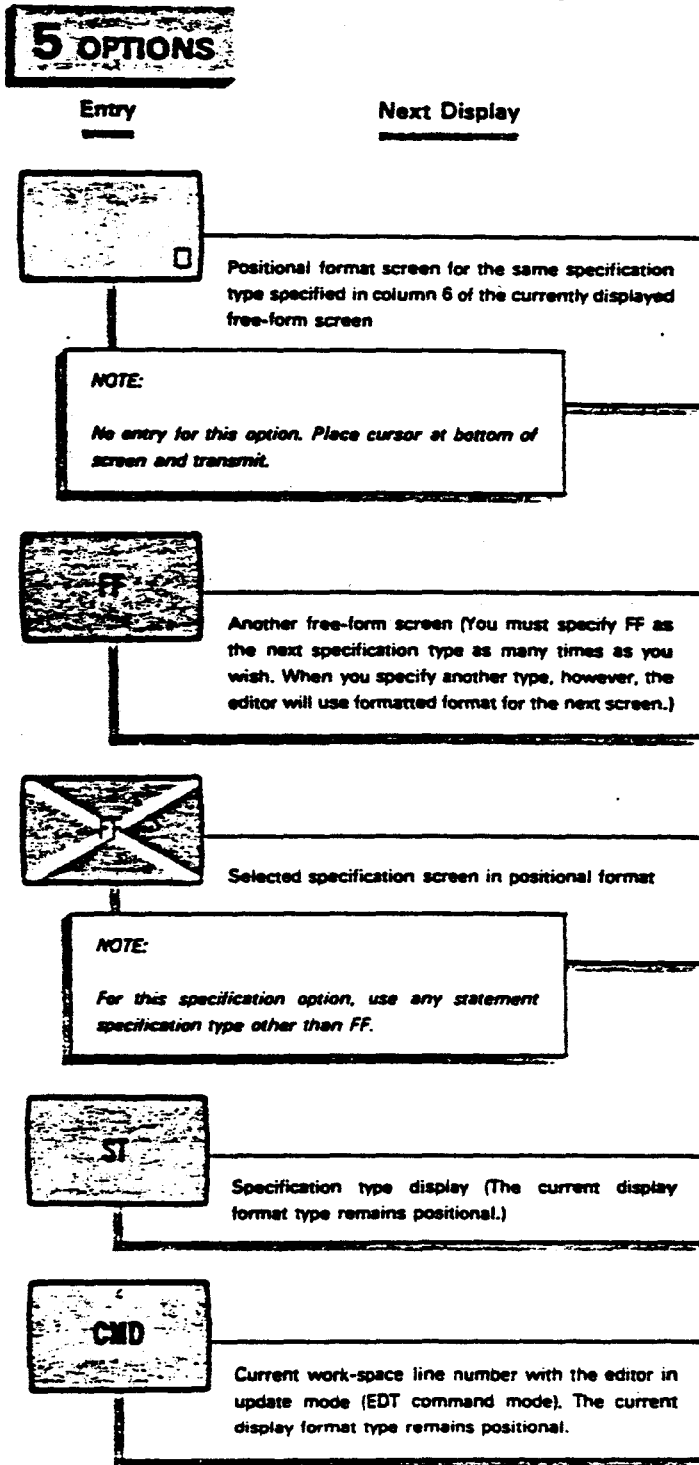 5 OPTIONS
Entry
Next Display
Positional format screen for the same specification
type specified in column 6 of the currently displayed
free-form screen
NOTE:
No entry for this option. Place cursor at bottom of
screen and transmit.
FF
Another free-form screen (You must specify FF as
the next specification type as many times as you
wish. When you specify another type, however, the
editor will use formatted format for the next screen.)
Selected specification screen in positional format
NOTE:
For this specification option, use any statement
specification type other than FF.
ST
Specification type display (The current display
format type remains positional.)
CMD
Current work-space line number with the editor in
update mode (EDT command mode). The current
display format type remains positional.